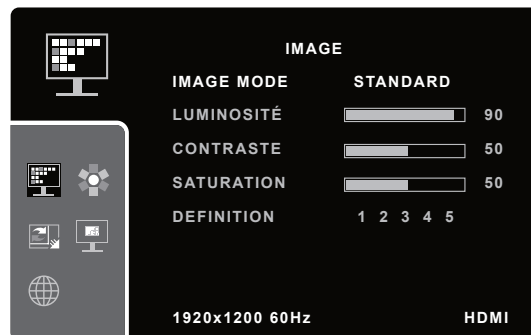 IMAGE
IMAGE MODE STANDARD
LUMINOSITÉ 90
CONTRASTE 50
SATURATION 50
DEFINITION 1 2 3 4 5
1920x1200 60Hz HDMI